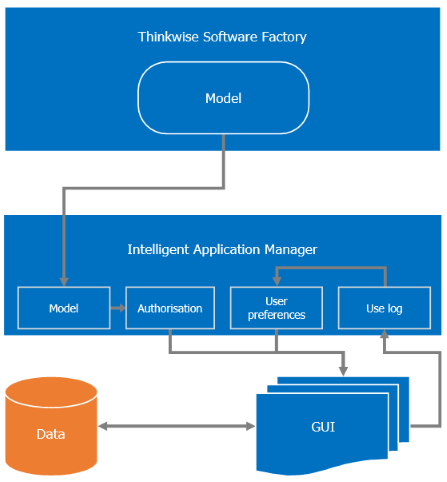 Thinkwise Software Factory
Model
Intelligent Application Manager
Model
Authorisation
User
preferences
Use log
Data
GUI